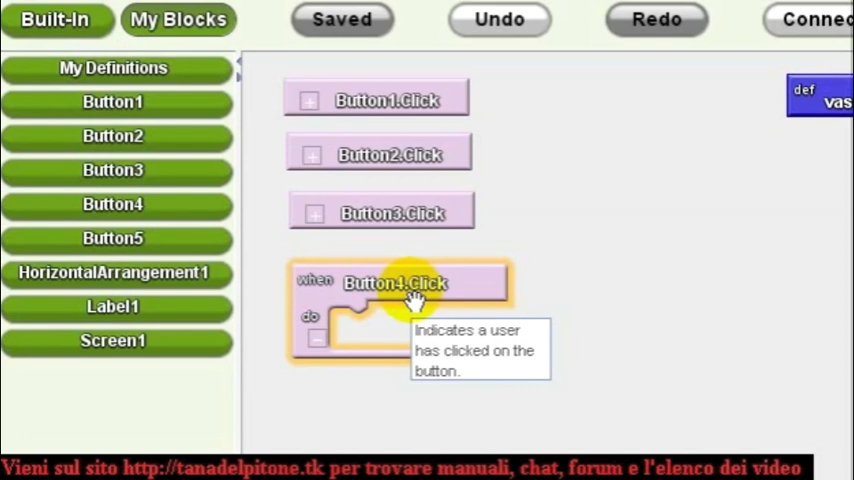 Built-In My Blocks Saved Undo Redo Connec
My Definitions
Button1
Button2
Button3
Button4
Button5
HorizontalArrangement1
Label1
Screen1
Button1.Click
Button2.Click
Button3.Click
when Button4.Click
do
Indicates a user
has clicked on the
button.
def
vas
Vieni sul sito http://tanadelpitone.tk per trovare manuali, chat, forum e l'elenco dei video